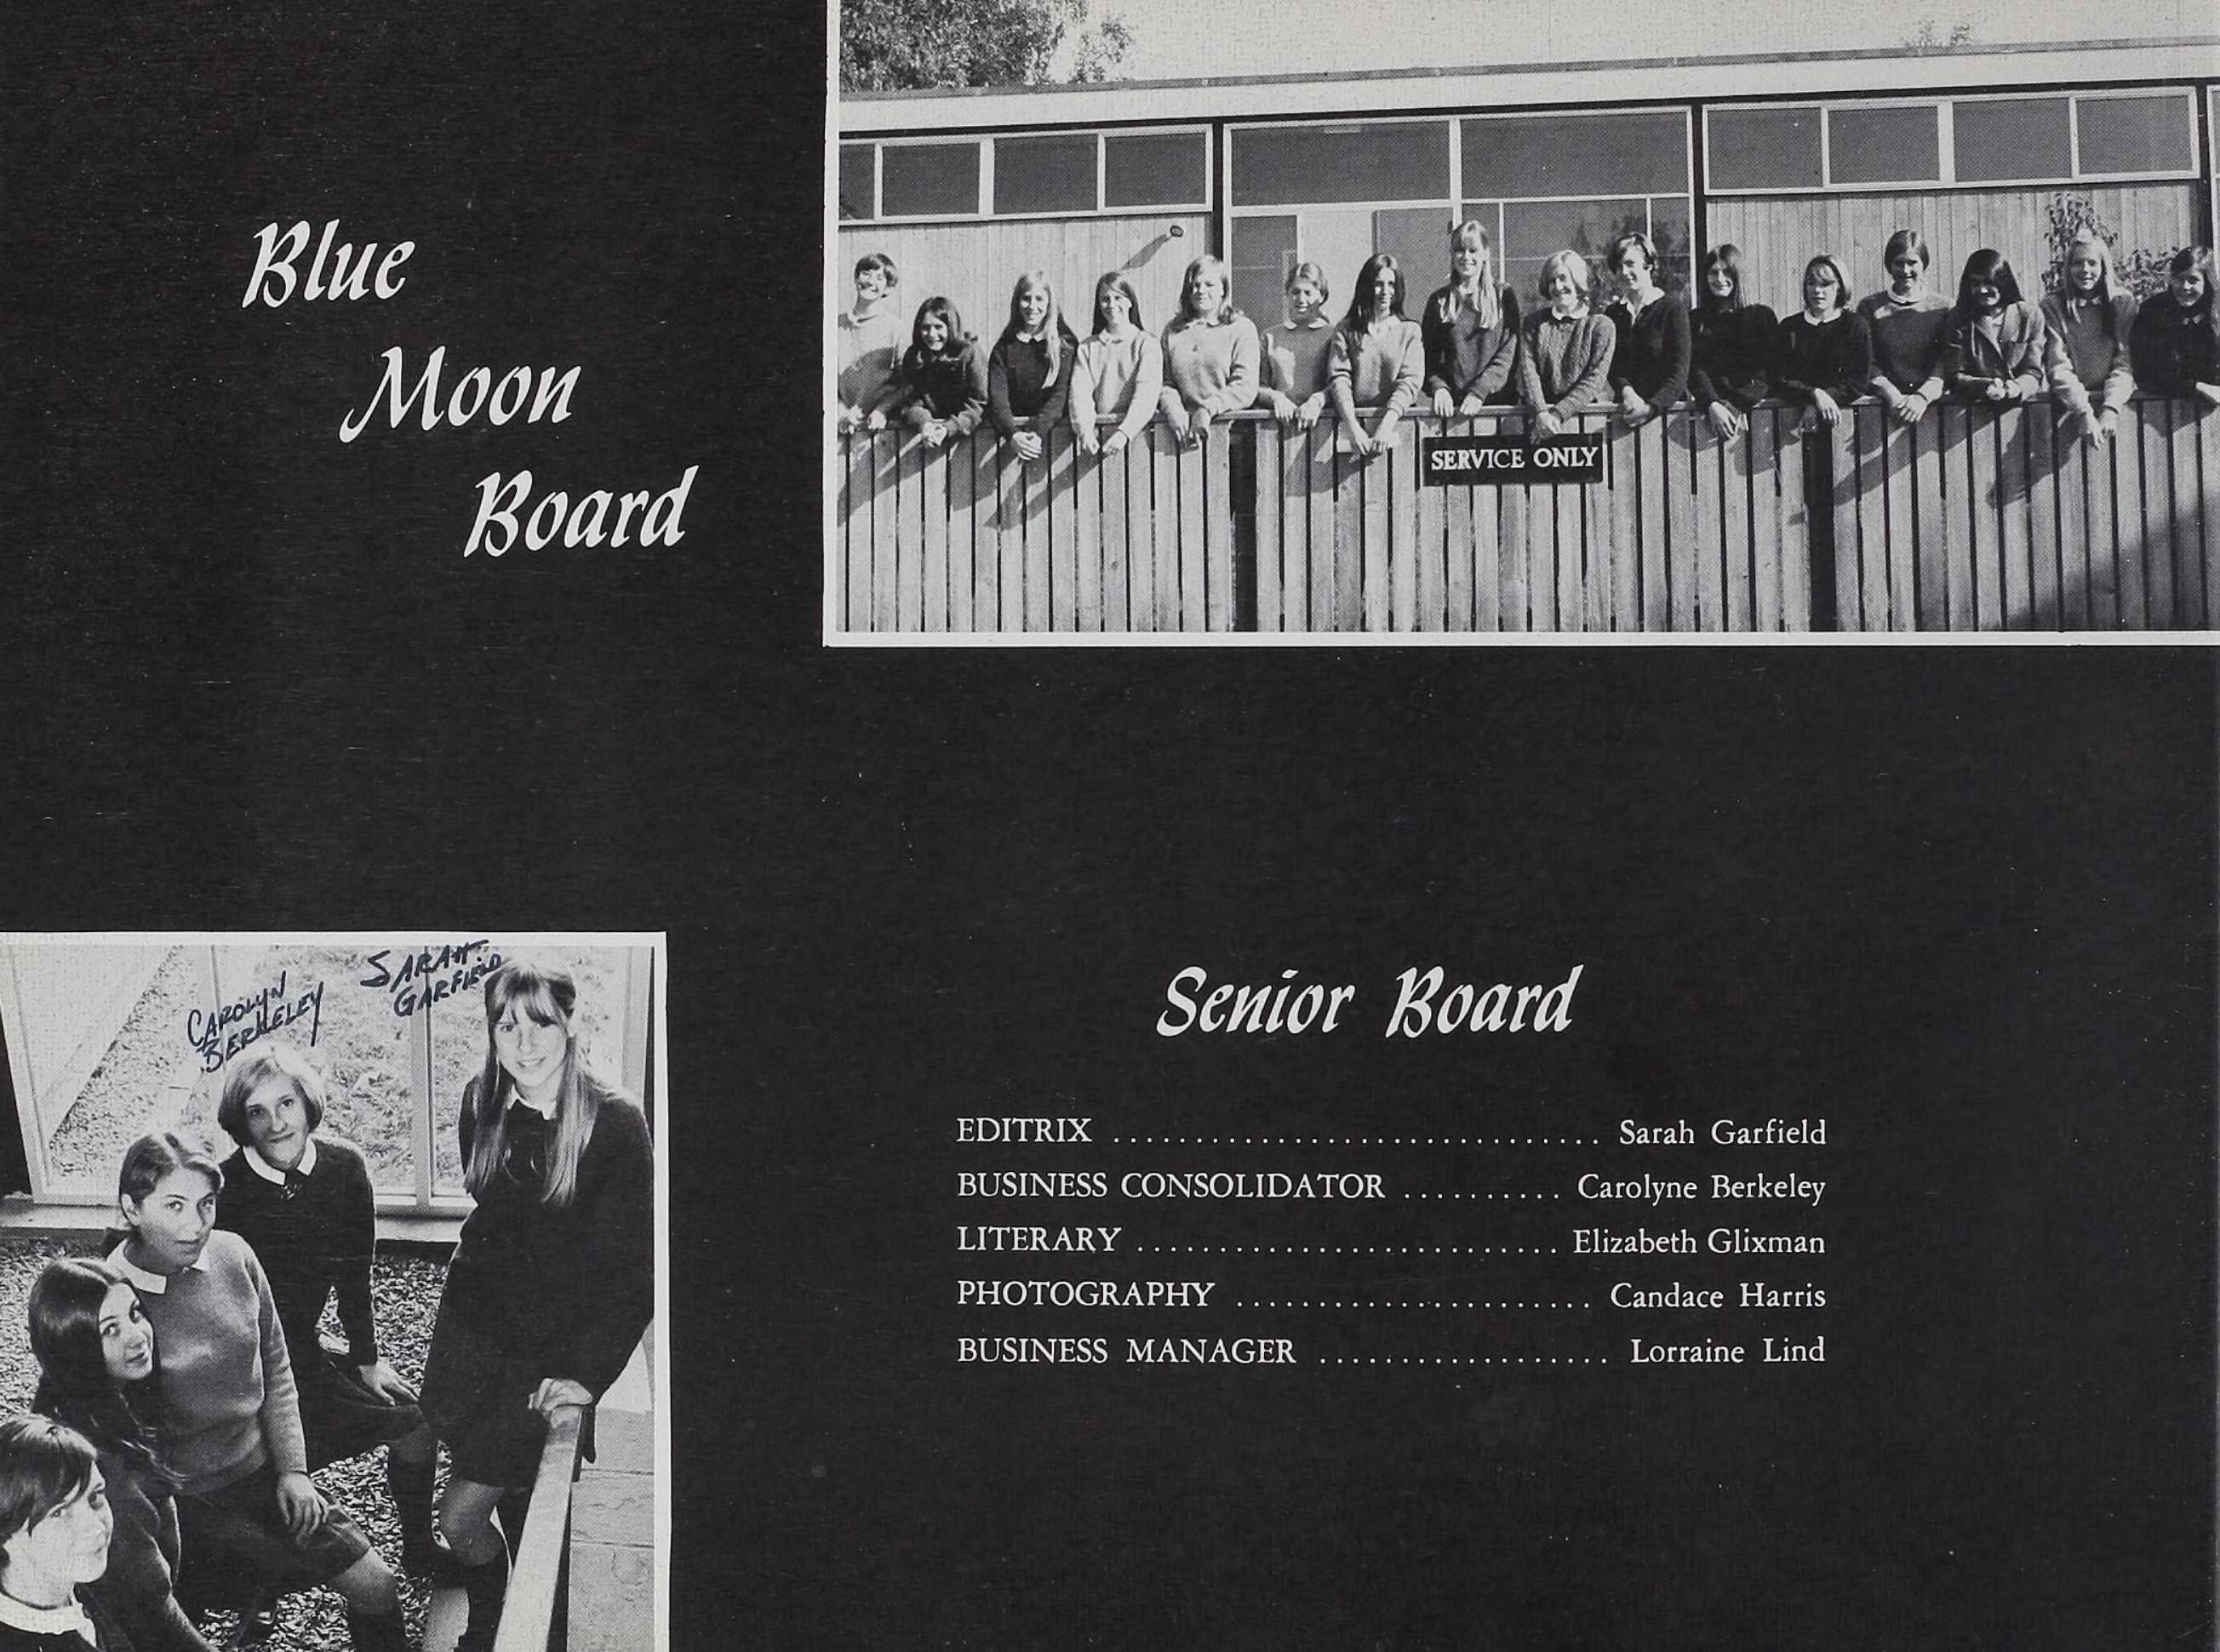 Blue
Moon
Board
SERVICE ONLY
CAROLYN
BERKELEY
SARAH
GARFIELD
Senior Board
EDITRIX .............................. Sarah Garfield
BUSINESS CONSOLIDATOR .......... Carolyne Berkeley
LITERARY .......................... Elizabeth Glixman
PHOTOGRAPHY ...................... Candace Harris
BUSINESS MANAGER .................. Lorraine Lind